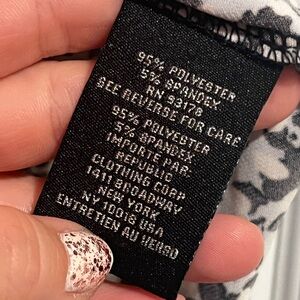 95% POLYESTER
5% SPANDEX
RN 93178
SEE REVERSE FOR CARE
95% POLYESTER
5% SPANDEX
IMPORTE PAR
REPUBLIC
CLOTHING CORP
1411 BROADWAY
NEW YORK
NY 10018 USA
ENTRETIEN AU VERSO